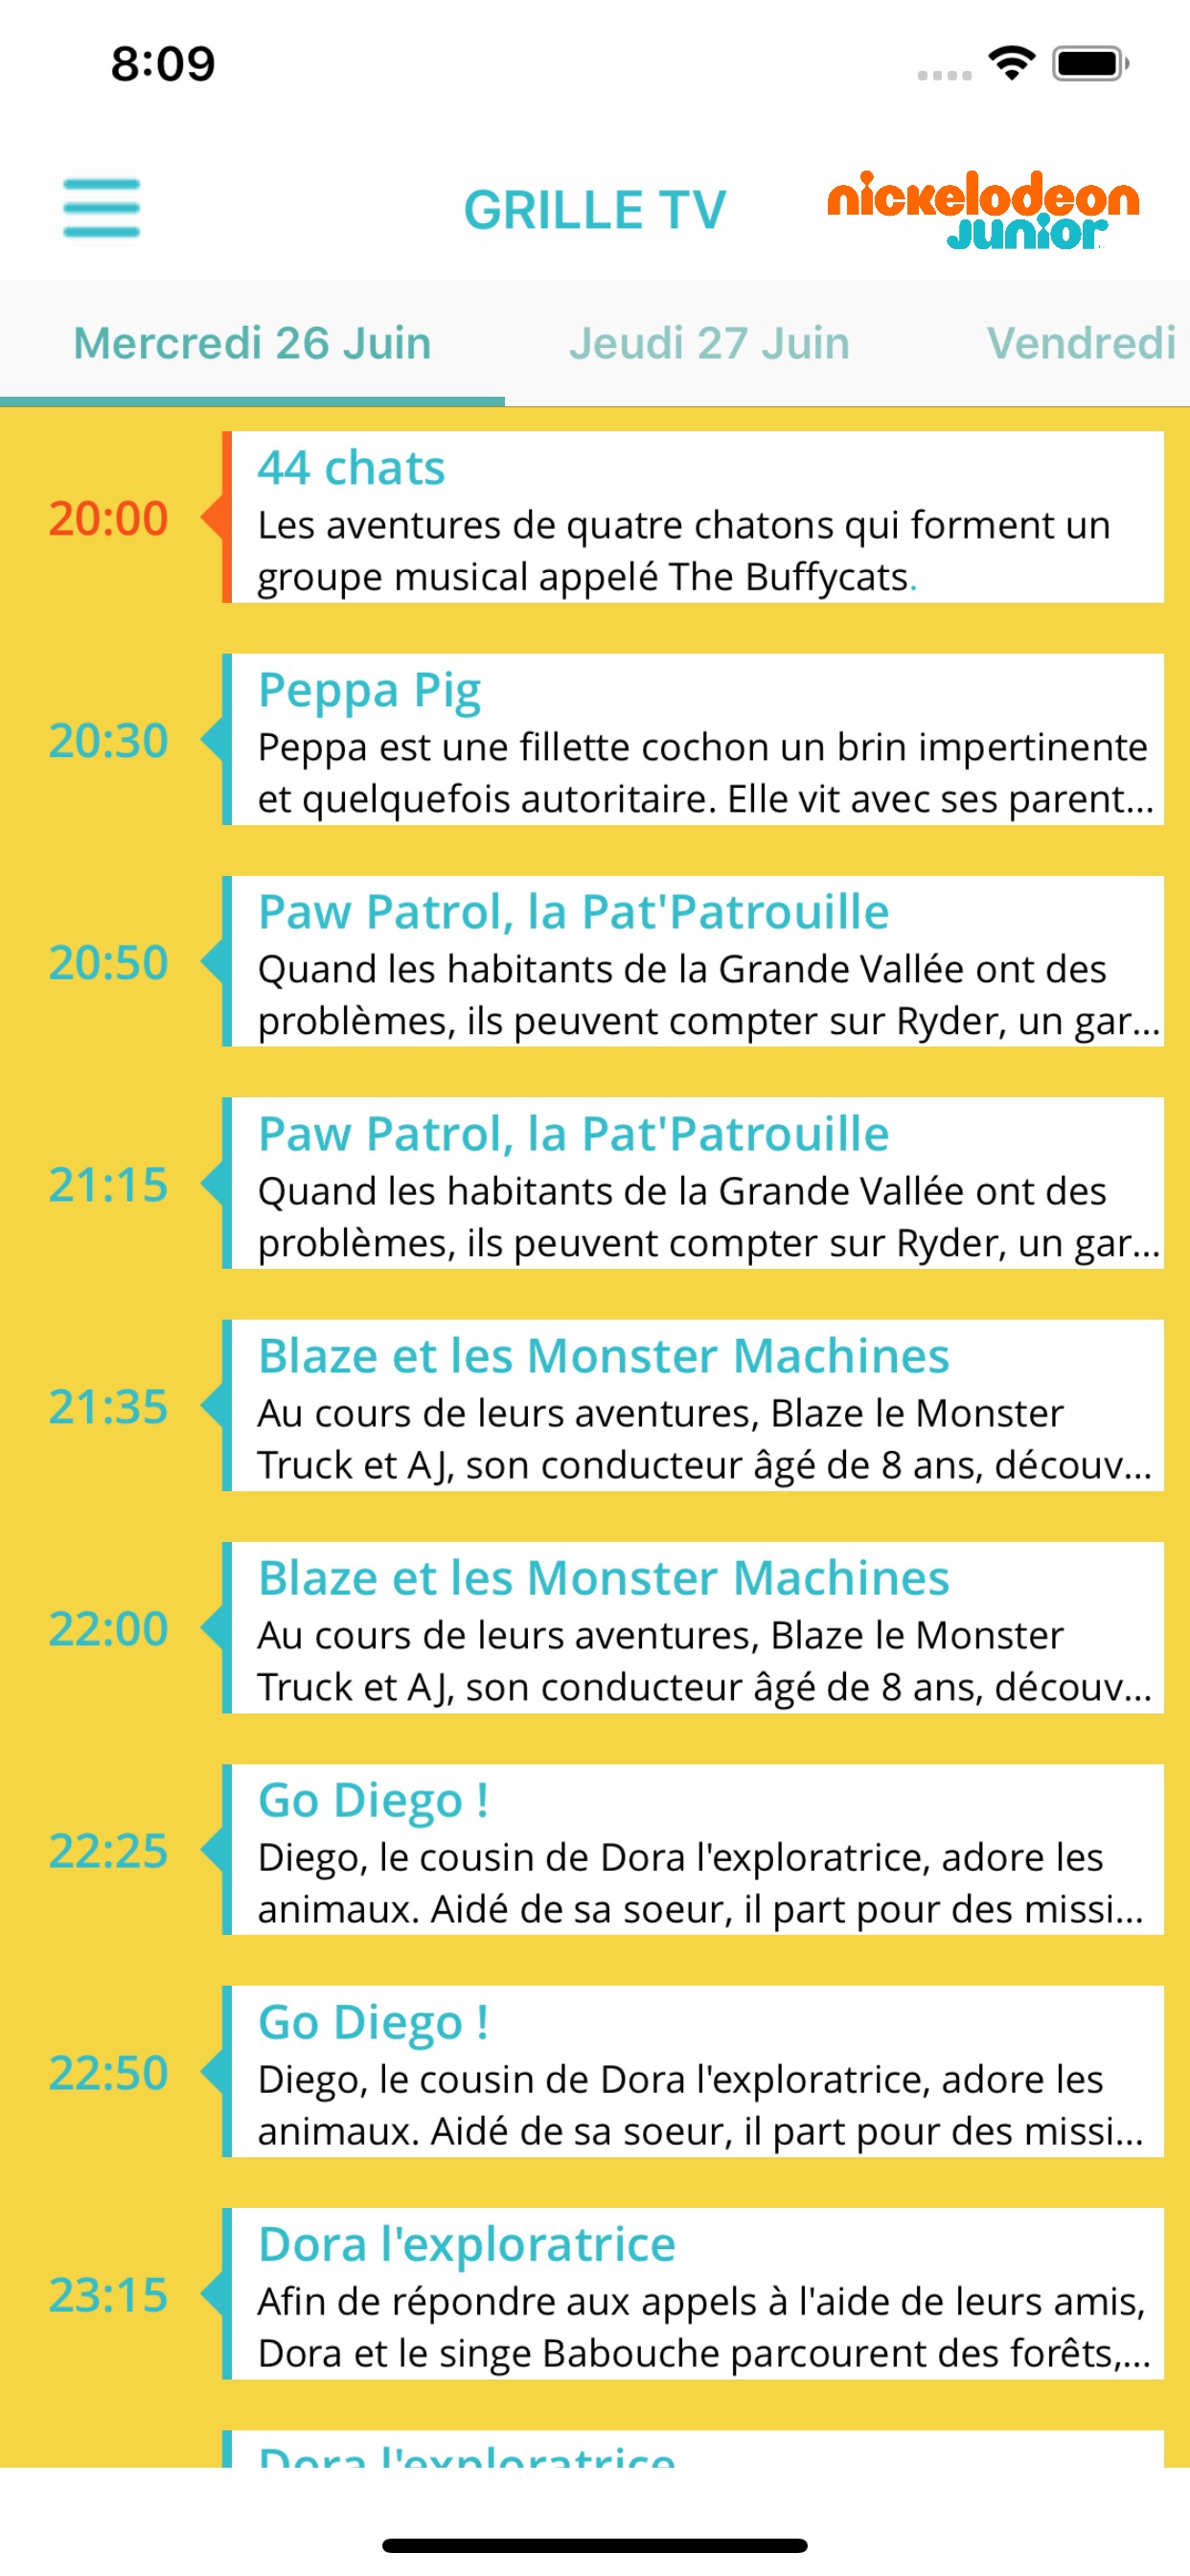 8:09
GRILLE TV
nickelodeon
junior
Mercredi 26 Juin
Jeudi 27 Juin
Vendredi
20:00
44 chats
Les aventures de quatre chatons qui forment un
groupe musical appelé The Buffycats.
20:30
Peppa Pig
Peppa est une fillette cochon un brin impertinente
et quelquefois autoritaire. Elle vit avec ses parent...
20:50
Paw Patrol, la Pat'Patrouille
Quand les habitants de la Grande Vallée ont des
problèmes, ils peuvent compter sur Ryder, un gar...
21:15
Paw Patrol, la Pat'Patrouille
Quand les habitants de la Grande Vallée ont des
problèmes, ils peuvent compter sur Ryder, un gar...
21:35
Blaze et les Monster Machines
Au cours de leurs aventures, Blaze le Monster
Truck et AJ, son conducteur âgé de 8 ans, découv...
22:00
Blaze et les Monster Machines
Au cours de leurs aventures, Blaze le Monster
Truck et AJ, son conducteur âgé de 8 ans, découv...
22:25
Go Diego !
Diego, le cousin de Dora l'exploratrice, adore les
animaux. Aidé de sa soeur, il part pour des missi...
22:50
Go Diego !
Diego, le cousin de Dora l'exploratrice, adore les
animaux. Aidé de sa soeur, il part pour des missi...
23:15
Dora l'exploratrice
Afin de répondre aux appels à l'aide de leurs amis,
Dora et le singe Babouche parcourent des forêts,...
Dora l'exploratrice